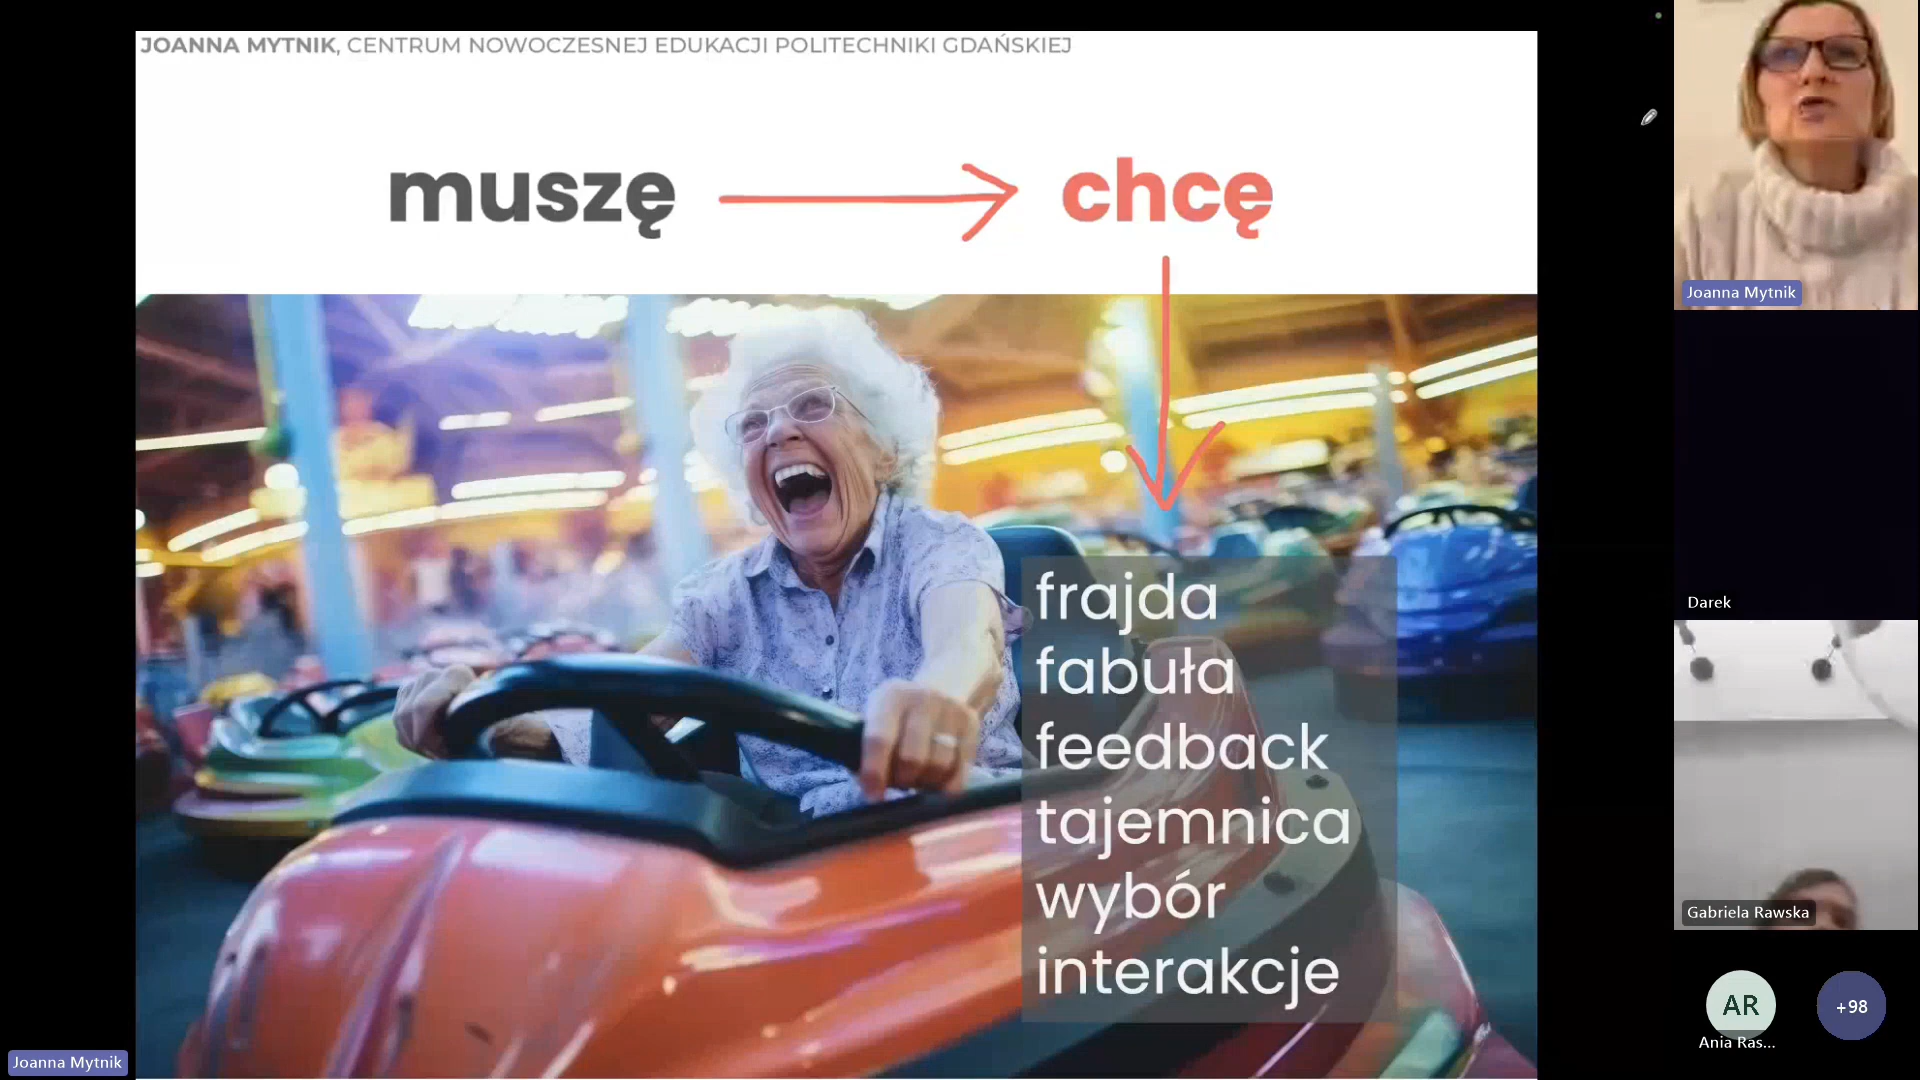 JOANNA MYTNIK, CENTRUM NOWOCZESNEJ EDUKACJI POLITECHNIKI GDAŃSKIEJ
muszę chcę
frajda
fabuła
feedback
tajemnica
wybór
interakcje
Joanna Mytnik
Joanna Mytnik
Darek
Gabriela Rawska
AR
Ania Ras...
+98